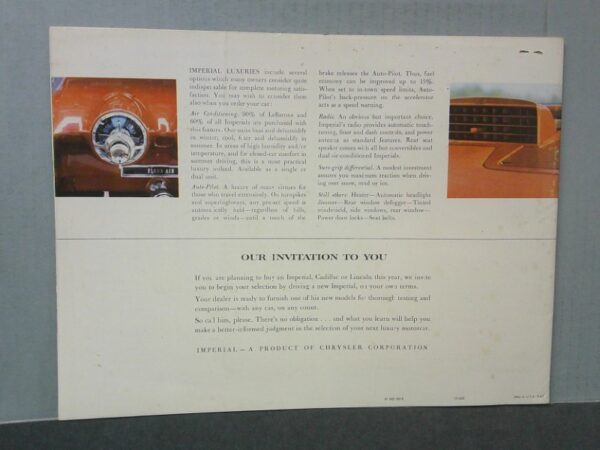 IMPERIAL LUXURIES include several
options which many owners consider quite
indispensable for complete motoring satis-
faction. You may wish to consider them
also when you order your car:
Air Conditioning. 90% of LeBarons and
60% of all Imperials are purchased with
this feature. Our units heat and dehumidify
in winter, cool, filter and dehumidify in
summer. In areas of high humidity and/or
temperature, and for closed-car comfort in
summer driving, this is a most practical
luxury indeed. Available as a single or
dual unit.
Auto-Pilot. A luxury of many virtues for
those who travel extensively. On turnpikes
and superhighways, any pre-set speed is
automatically held—regardless of hills,
grades or winds—until a touch of the
brake releases the Auto-Pilot. Thus, fuel
economy can be improved up to 15%.
When set to in-town speed limits, Auto-
Pilot's back-pressure on the accelerator
acts as a speed warning.
Radio. An obvious but important choice.
Imperial's radio provides automatic touch-
tuning, floor and dash controls, and power
antenna as standard features. Rear seat
speaker comes with all but convertibles and
dual air-conditioned Imperials.
Sure-grip differential. A modest investment
assures you maximum traction when driv-
ing over snow, mud or ice.
Still others: Heater—Automatic headlight
dimmer—Rear window defogger—Tinted
windshield, side windows, rear window—
Power door locks—Seat belts.
OUR INVITATION TO YOU
If you are planning to buy an Imperial, Cadillac or Lincoln this year, we invite
you to begin your selection by driving a new Imperial, on your own terms.
Your dealer is ready to furnish one of his new models for thorough testing and
comparison—with any car, on any count.
So call him, please. There's no obligation . . . and what you learn will help you
make a better-informed judgment in the selection of your next luxury motorcar.
IMPERIAL—A PRODUCT OF CHRYSLER CORPORATION